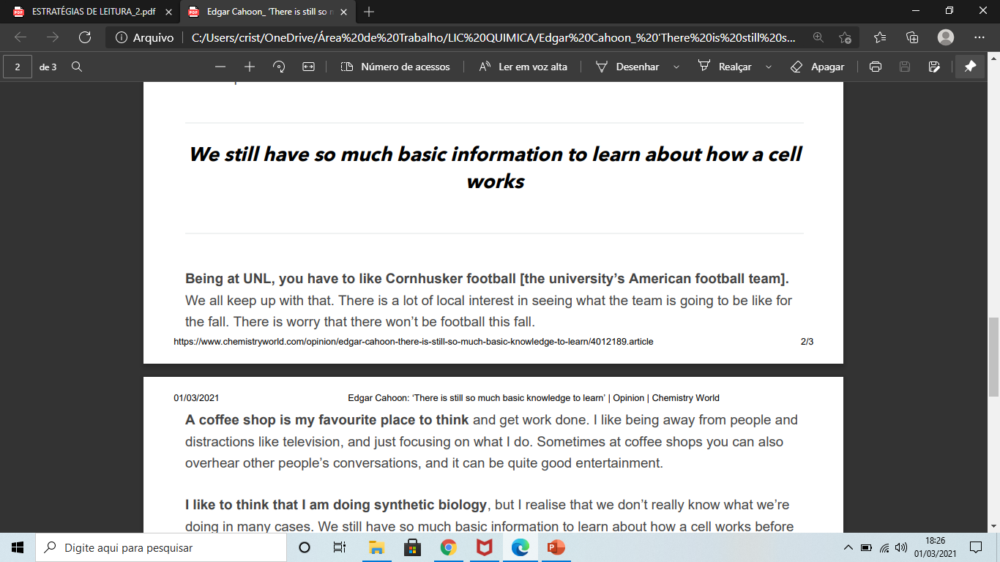 ESTRATÉGIAS DE LEITURA_2.pdf
Edgar Cahoon_ 'There is still so
Arquivo
C:/Users/crist/OneDrive/Área%20de%20Trabalho/LIC%20QUIMICA/Edgar%20Cahoon_%20'There%20is%20still%20s...
2 de 3
Número de acessos
Ler em voz alta
Desenhar
Realçar
Apagar
We still have so much basic information to learn about how a cell
works
Being at UNL, you have to like Cornhusker football [the university’s American football team].
We all keep up with that. There is a lot of local interest in seeing what the team is going to be like for
the fall. There is worry that there won’t be football this fall.
https://www.chemistryworld.com/opinion/edgar-cahoon-there-is-still-so-much-basic-knowledge-to-learn/4012189.article 2/3
01/03/2021 Edgar Cahoon: ‘There is still so much basic knowledge to learn’ | Opinion | Chemistry World
A coffee shop is my favourite place to think and get work done. I like being away from people and
distractions like television, and just focusing on what I do. Sometimes at coffee shops you can also
overhear other people’s conversations, and it can be quite good entertainment.
I like to think that I am doing synthetic biology, but I realise that we don’t really know what we’re
doing in many cases. We still have so much basic information to learn about how a cell works before
Digite aqui para pesquisar
18:26
01/03/2021